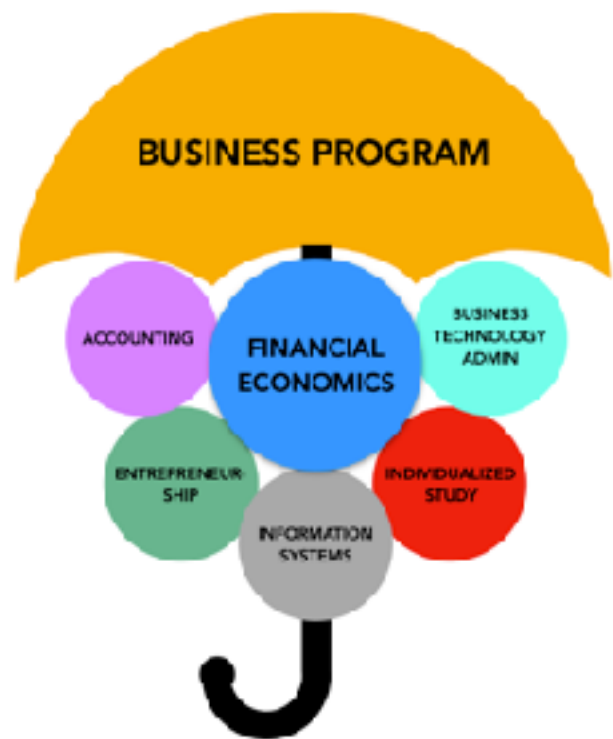 BUSINESS PROGRAM
ACCOUNTING
FINANCIAL
ECONOMICS
BUSINESS
TECHNOLOGY
ADMIN
ENTREPRENEUR-
SHIP
INDIVIDUALIZED
STUDY
INFORMATION
SYSTEMS